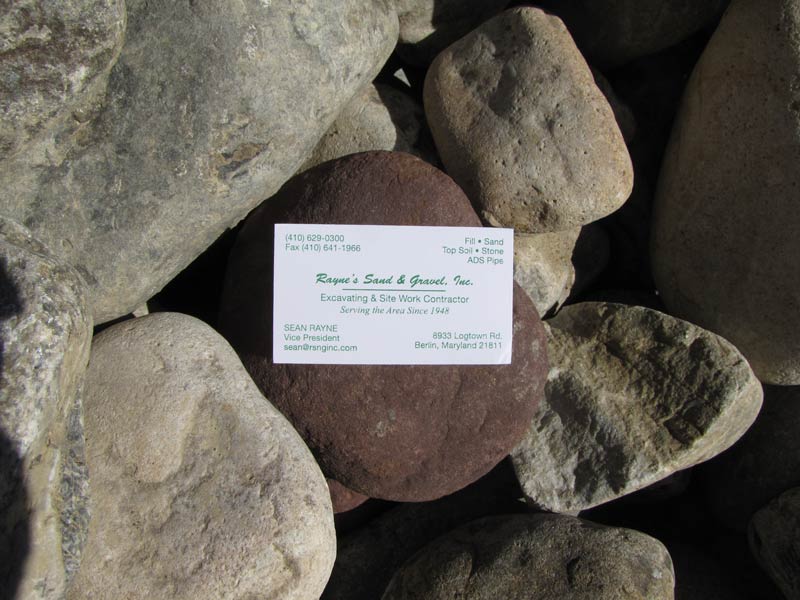 (410) 629-0300
Fax (410) 641-1966
Fill • Sand
Top Soil • Stone
ADS Pipe
Rayne's Sand & Gravel, Inc.
Excavating & Site Work Contractor
Serving the Area Since 1948
SEAN RAYNE
Vice President
sean@rsnginc.com
8933 Logtown Rd.
Berlin, Maryland 21811